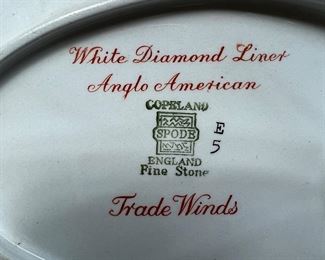 White Diamond Liner
Anglo American
COPELAND
SPODE
E
5
ENGLAND
Fine Stone
Trade Winds